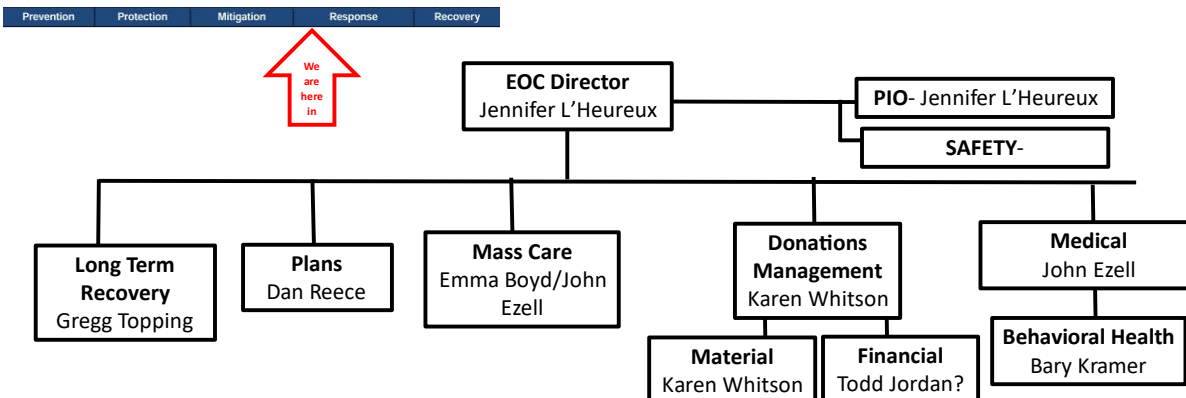 Prevention Protection Mitigation Response Recovery
We
are
here
in
EOC Director
Jennifer L’Heureux
PIO- Jennifer L’Heureux
SAFETY-
Long Term
Recovery
Gregg Topping
Plans
Dan Reece
Mass Care
Emma Boyd/John
Ezell
Donations
Management
Karen Whitson
Medical
John Ezell
Material
Karen Whitson
Financial
Todd Jordan?
Behavioral Health
Bary Kramer